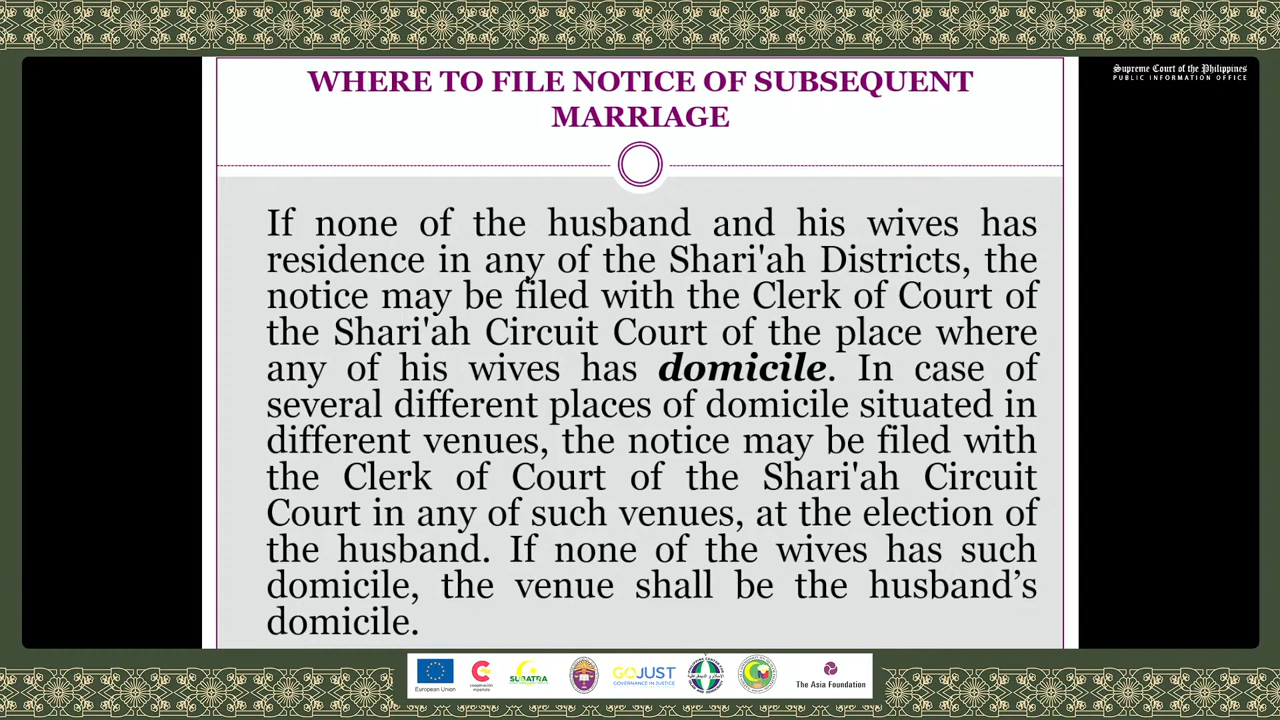 Supreme Court of the Philippines
PUBLIC INFORMATION OFFICE
WHERE TO FILE NOTICE OF SUBSEQUENT
MARRIAGE
If none of the husband and his wives has
residence in any of the Shari'ah Districts, the
notice may be filed with the Clerk of Court of
the Shari'ah Circuit Court of the place where
any of his wives has domicile. In case of
several different places of domicile situated in
different venues, the notice may be filed with
the Clerk of Court of the Shari'ah Circuit
Court in any of such venues, at the election of
the husband. If none of the wives has such
domicile, the venue shall be the husband’s
domicile.
European Union
cooperación
española
SUBATRA
GOJUST
GOVERNANCE IN JUSTICE
The Asia Foundation